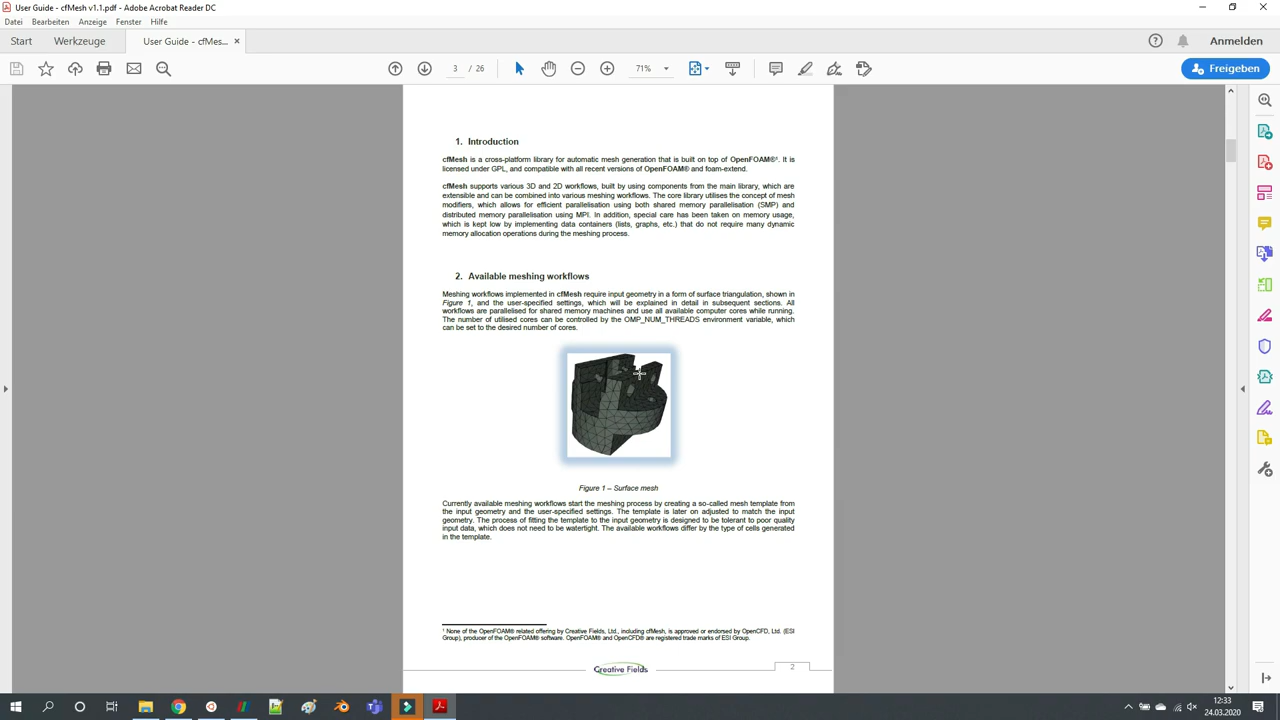 User Guide - cfMesh v1.1.pdf - Adobe Acrobat Reader DC
Datei Bearbeiten Anzeige Fenster Hilfe
Start Werkzeuge User Guide - cfMes... × Anmelden
3 / 26 71% Freigeben
1. Introduction
cfMesh is a cross-platform library for automatic mesh generation that is built on top of OpenFOAM®¹. It is
licensed under GPL, and compatible with all recent versions of OpenFOAM® and foam-extend.
cfMesh supports various 3D and 2D workflows, built by using components from the main library, which are
extensible and can be combined into various meshing workflows. The core library utilises the concept of mesh
modifiers, which allows for efficient parallelisation using both shared memory parallelisation (SMP) and
distributed memory parallelisation using MPI. In addition, special care has been taken on memory usage,
which is kept low by implementing data containers (lists, graphs, etc.) that do not require many dynamic
memory allocation operations during the meshing process.
2. Available meshing workflows
Meshing workflows implemented in cfMesh require input geometry in a form of surface triangulation, shown in
Figure 1, and the user-specified settings, which will be explained in detail in subsequent sections. All
workflows are parallelised for shared memory machines and use all available computer cores while running.
The number of utilised cores can be controlled by the OMP_NUM_THREADS environment variable, which
can be set to the desired number of cores.
Figure 1 – Surface mesh
Currently available meshing workflows start the meshing process by creating a so-called mesh template from
the input geometry and the user-specified settings. The template is later on adjusted to match the input
geometry. The process of fitting the template to the input geometry is designed to be tolerant to poor quality
input data, which does not need to be watertight. The available workflows differ by the type of cells generated
in the template.
¹ None of the OpenFOAM® related offering by Creative Fields, Ltd., including cfMesh, is approved or endorsed by OpenCFD, Ltd. (ESI
Group), producer of the OpenFOAM® software. OpenFOAM® and OpenCFD® are registered trade marks of ESI Group.
Creative Fields 2
12:33
24.03.2020